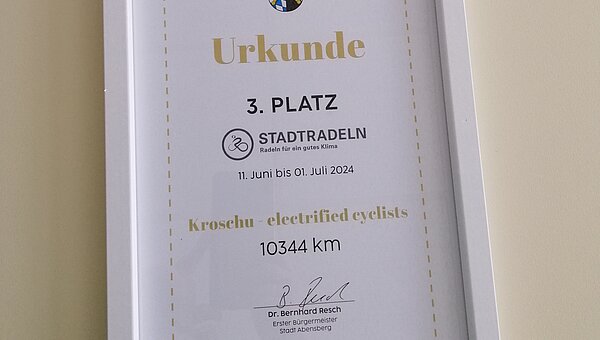 Urkunde
3. PLATZ
STADTRADELN
Radeln für ein gutes Klima
11. Juni bis 01. Juli 2024
Kroschu - electrified cyclists
10344 km
B. Resch
Dr. Bernhard Resch
Erster Bürgermeister
Stadt Abensberg